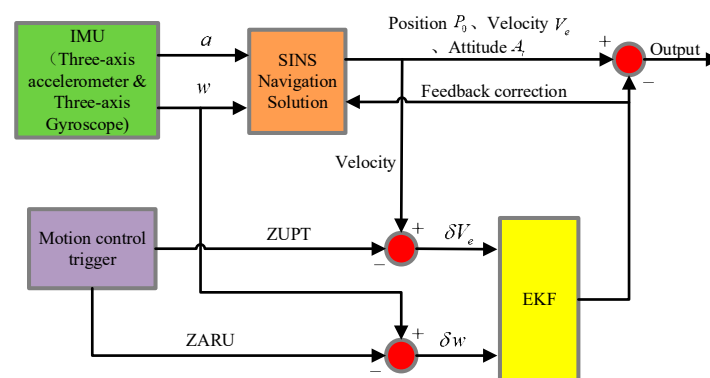 IMU
（Three-axis
accelerometer &
Three-axis
Gyroscope)
a
w
SINS
Navigation
Solution
Position P₀、Velocity Vₑ
、Attitude Aₜ
+
−
Output
Feedback correction
Velocity
Motion control
trigger
ZUPT
+
−
δVₑ
EKF
ZARU
+
−
δw